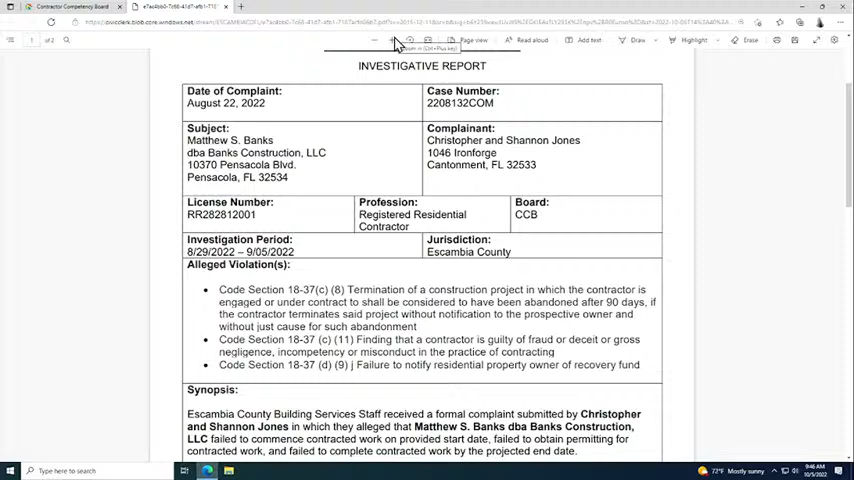 Contractor Competency Board
1 of 2
Page view
Read aloud
Add text
Draw
Highlight
Erase
Zoom in (Ctrl+Plus key)
INVESTIGATIVE REPORT
Date of Complaint:
August 22, 2022
Case Number:
2208132COM
Subject:
Matthew S. Banks
dba Banks Construction, LLC
10370 Pensacola Blvd.
Pensacola, FL 32534
Complainant:
Christopher and Shannon Jones
1046 Ironforge
Cantonment, FL 32533
License Number:
RR282812001
Profession:
Registered Residential
Contractor
Board:
CCB
Investigation Period:
8/29/2022 – 9/05/2022
Jurisdiction:
Escambia County
Alleged Violation(s):
• Code Section 18-37(c) (8) Termination of a construction project in which the contractor is
engaged or under contract to shall be considered to have been abandoned after 90 days, if
the contractor terminates said project without notification to the prospective owner and
without just cause for such abandonment
• Code Section 18-37 (c) (11) Finding that a contractor is guilty of fraud or deceit or gross
negligence, incompetency or misconduct in the practice of contracting
• Code Section 18-37 (d) (9) j Failure to notify residential property owner of recovery fund
Synopsis:
Escambia County Building Services Staff received a formal complaint submitted by Christopher
and Shannon Jones in which they alleged that Matthew S. Banks dba Banks Construction,
LLC failed to commence contracted work on provided start date, failed to obtain permitting for
contracted work, and failed to complete contracted work by the projected end date.
Type here to search
72°F Mostly sunny
9:46 AM
10/5/2022